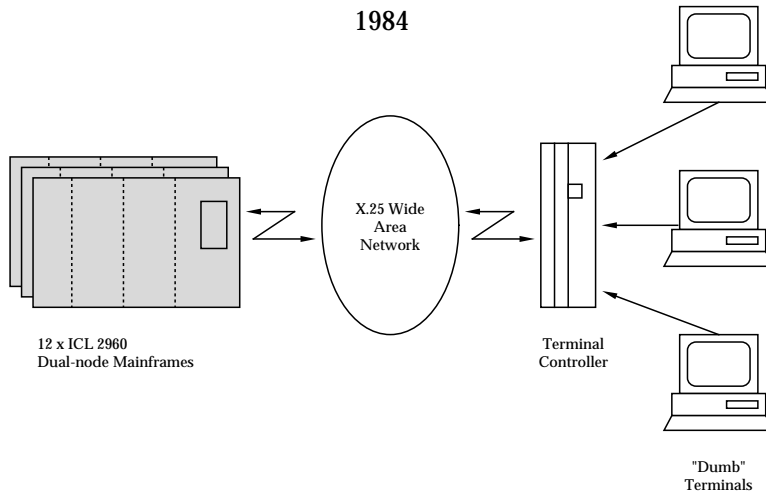 1984
X.25 Wide
Area
Network
12 x ICL 2960
Dual-node Mainframes
Terminal
Controller
"Dumb"
Terminals